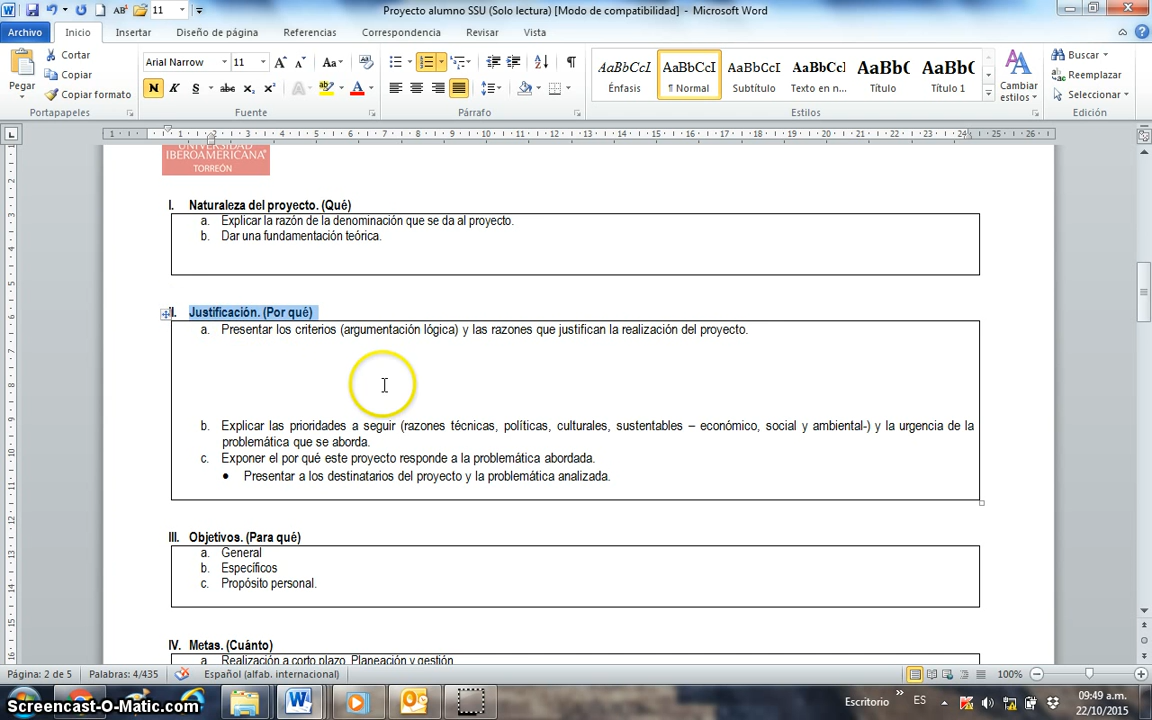 Proyecto alumno SSU (Solo lectura) [Modo de compatibilidad] - Microsoft Word
11
Archivo Inicio Insertar Diseño de página Referencias Correspondencia Revisar Vista
Pegar
Cortar
Copiar
Copiar formato
Portapapeles
Arial Narrow 11
Fuente
Párrafo
AaBbCcI AaBbCcI AaBbCcI AaBbCcI AaBb( AaBbC
Énfasis ¶ Normal Subtítulo Texto en n... Título Título 1
Cambiar estilos
Estilos
Buscar
Reemplazar
Seleccionar
Edición
UNIVERSIDAD
IBEROAMERICANA
TORREÓN
I. Naturaleza del proyecto. (Qué)
a. Explicar la razón de la denominación que se da al proyecto.
b. Dar una fundamentación teórica.
II. Justificación. (Por qué)
a. Presentar los criterios (argumentación lógica) y las razones que justifican la realización del proyecto.
b. Explicar las prioridades a seguir (razones técnicas, políticas, culturales, sustentables – económico, social y ambiental-) y la urgencia de la
problemática que se aborda.
c. Exponer el por qué este proyecto responde a la problemática abordada.
• Presentar a los destinatarios del proyecto y la problemática analizada.
III. Objetivos. (Para qué)
a. General
b. Específicos
c. Propósito personal.
IV. Metas. (Cuánto)
a. Realización a corto plazo. Planeación y gestión
Página: 2 de 5 Palabras: 4/435 Español (alfab. internacional) 100%
Screencast-O-Matic.com
Escritorio » ES 09:49 a.m.
22/10/2015